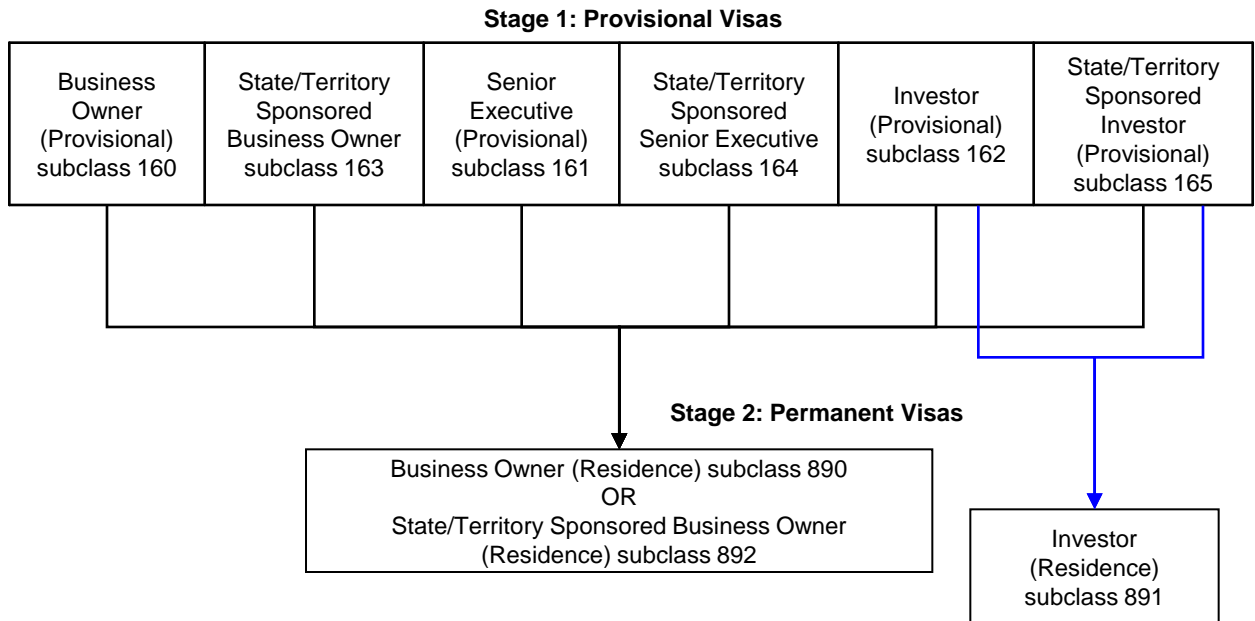 Stage 1: Provisional Visas
Business
Owner
(Provisional)
subclass 160
State/Territory
Sponsored
Business Owner
subclass 163
Senior
Executive
(Provisional)
subclass 161
State/Territory
Sponsored
Senior Executive
subclass 164
Investor
(Provisional)
subclass 162
State/Territory
Sponsored
Investor
(Provisional)
subclass 165
Stage 2: Permanent Visas
Business Owner (Residence) subclass 890
OR
State/Territory Sponsored Business Owner
(Residence) subclass 892
Investor
(Residence)
subclass 891